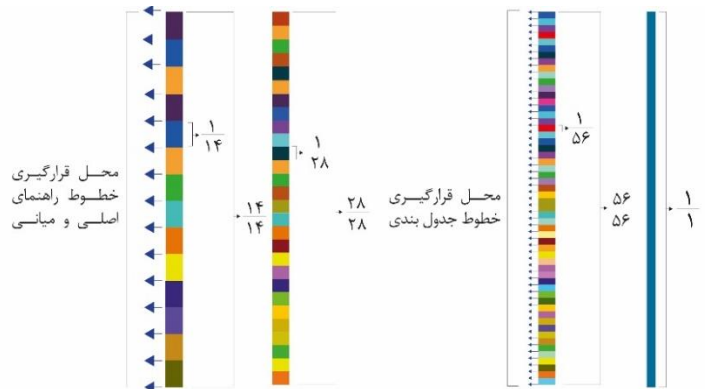 محل قرارگیری
خطوط راهنمای
اصلی و میانی
۱
۱۴
۱۴
۱۴
۱
۲۸
۲۸
۲۸
محل قرارگیری
خطوط جدول بندی
۱
۵۶
۵۶
۵۶
۱
۱